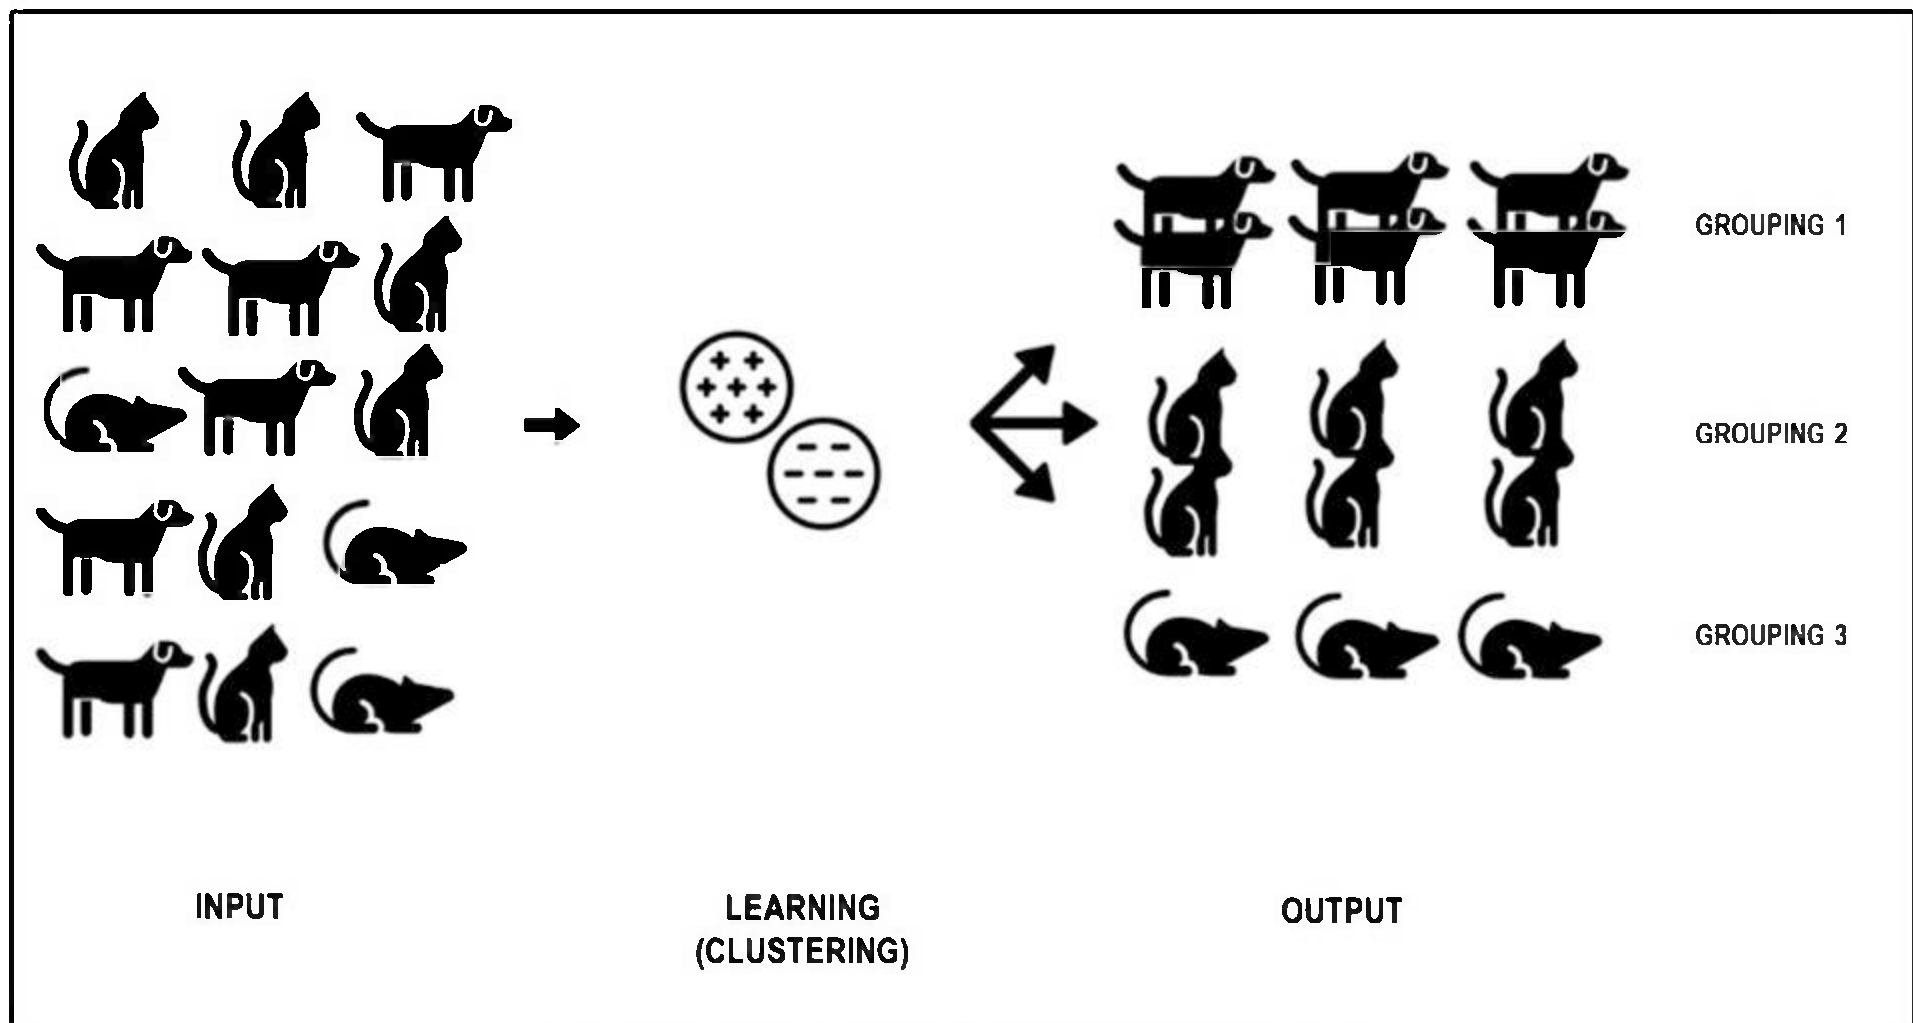 GROUPING 1
GROUPING 2
GROUPING 3
INPUT
LEARNING
(CLUSTERING)
OUTPUT